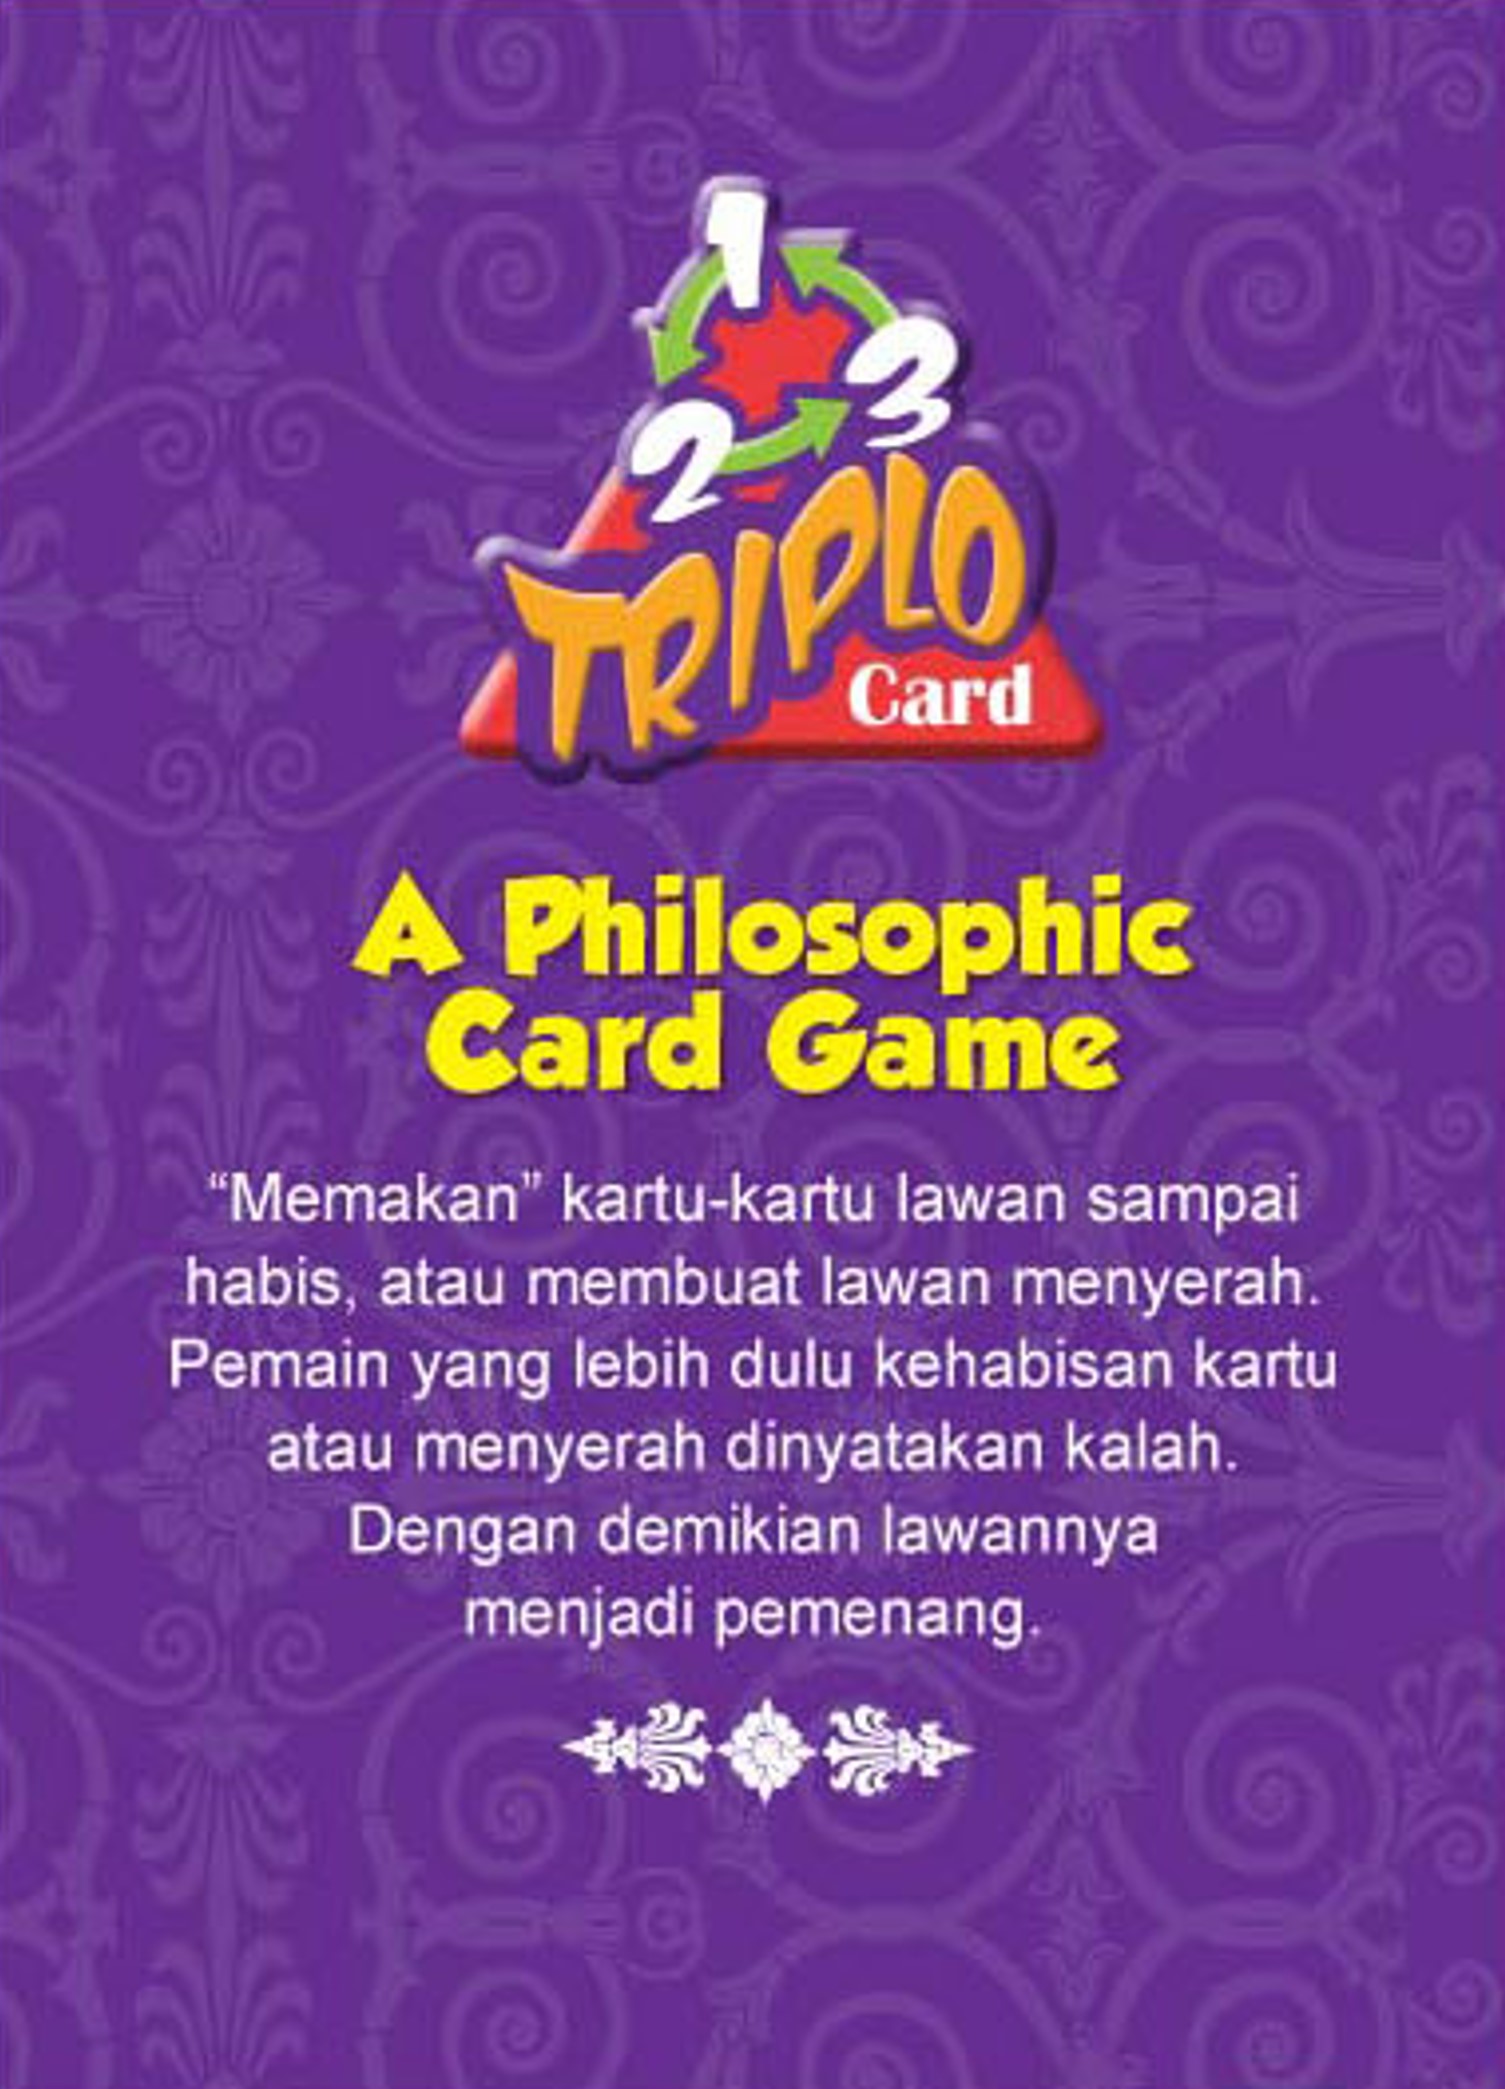 1
2 3
TRIPLO
Card
A Philosophic
Card Game
“Memakan” kartu-kartu lawan sampai
habis, atau membuat lawan menyerah.
Pemain yang lebih dulu kehabisan kartu
atau menyerah dinyatakan kalah.
Dengan demikian lawannya
menjadi pemenang.